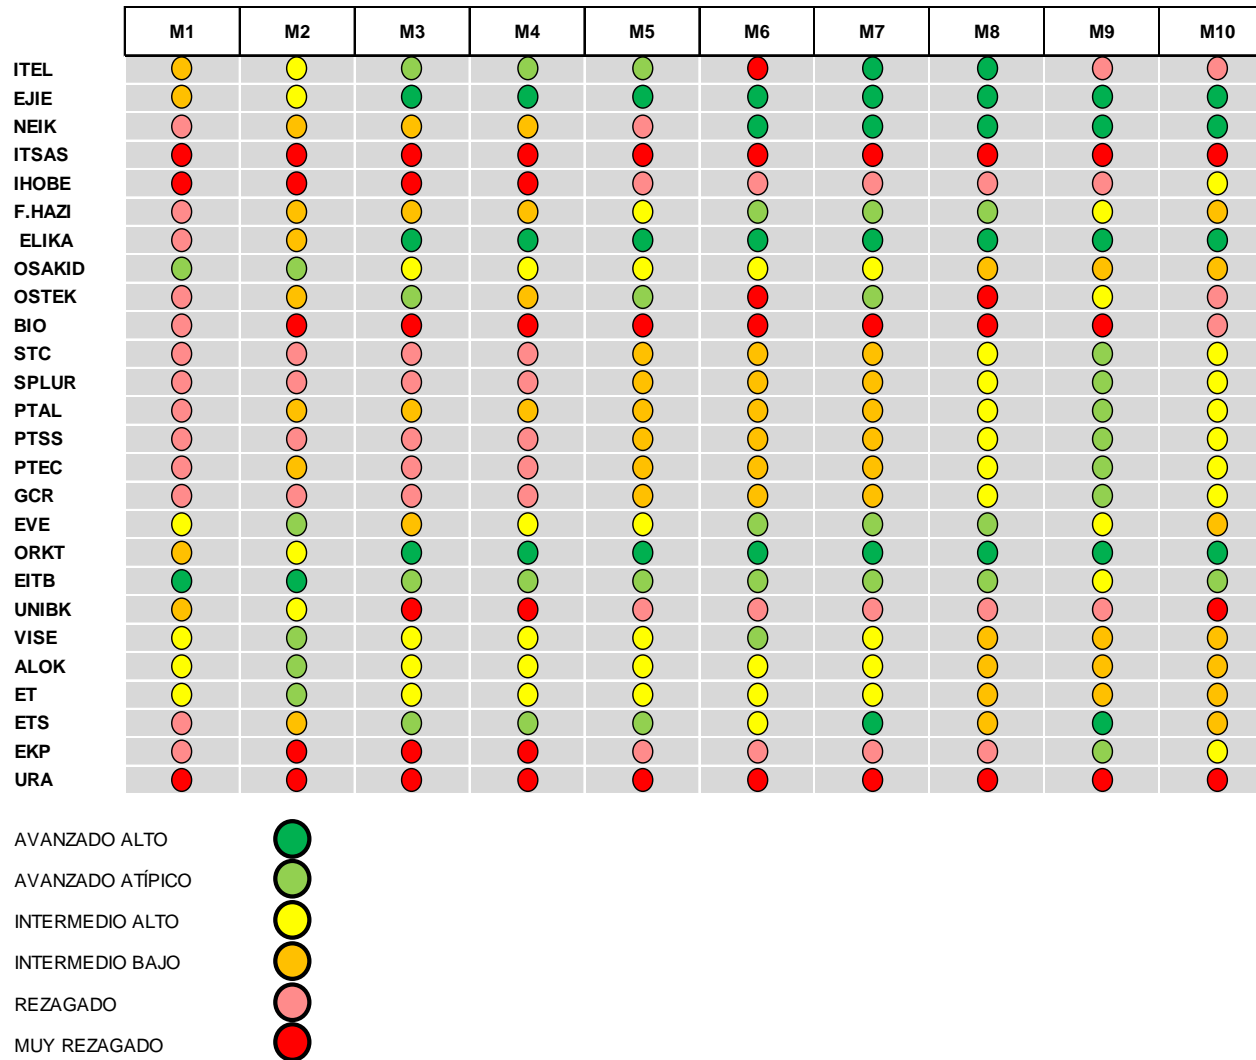 M1 M2 M3 M4 M5 M6 M7 M8 M9 M10
ITEL
EJIE
NEIK
ITSAS
IHOBE
F.HAZI
ELIKA
OSAKID
OSTEK
BIO
STC
SPLUR
PTAL
PTSS
PTEC
GCR
EVE
ORKT
EITB
UNIBK
VISE
ALOK
ET
ETS
EKP
URA
AVANZADO ALTO
AVANZADO ATÍPICO
INTERMEDIO ALTO
INTERMEDIO BAJO
REZAGADO
MUY REZAGADO